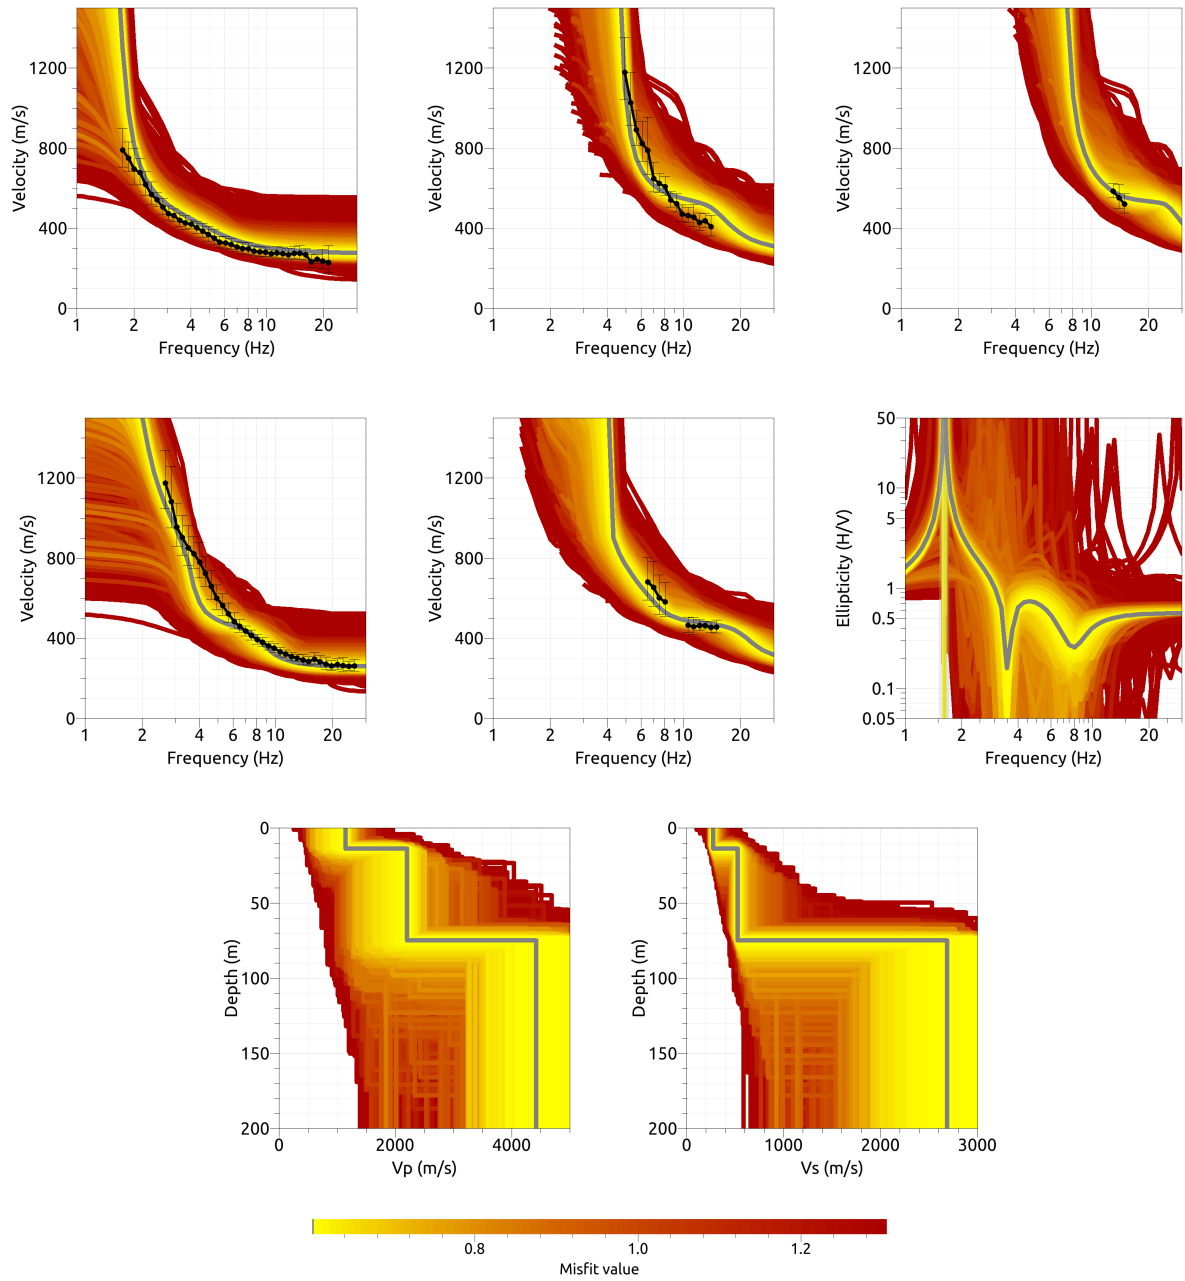 1200
800
400
0
Velocity (m/s)
1 2 4 6 8 10 20
Frequency (Hz)
1200
800
400
0
Velocity (m/s)
1 2 4 6 8 10 20
Frequency (Hz)
1200
800
400
0
Velocity (m/s)
1 2 4 6 8 10 20
Frequency (Hz)
1200
800
400
0
Velocity (m/s)
1 2 4 6 8 10 20
Frequency (Hz)
1200
800
400
0
Velocity (m/s)
1 2 4 6 8 10 20
Frequency (Hz)
50
10
5
1
0.5
0.1
0.05
Ellipticity (H/V)
1 2 4 6 8 10 20
Frequency (Hz)
0
50
100
150
200
Depth (m)
0 2000 4000
Vp (m/s)
0
50
100
150
200
Depth (m)
0 1000 2000 3000
Vs (m/s)
0.8 1.0 1.2
Misfit value